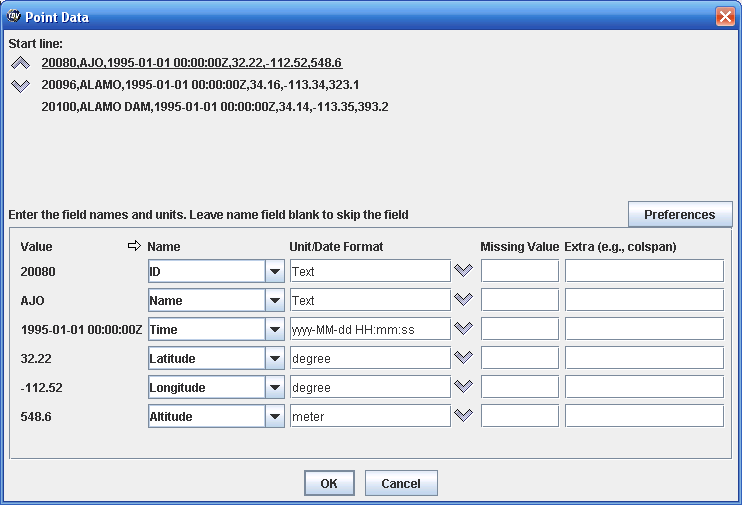 IDV Point Data
Start line:
20080,AJO,1995-01-01 00:00:00Z,32.22,-112.52,548.6
20096,ALAMO,1995-01-01 00:00:00Z,34.16,-113.34,323.1
20100,ALAMO DAM,1995-01-01 00:00:00Z,34.14,-113.35,393.2
Enter the field names and units. Leave name field blank to skip the field Preferences
Value Name Unit/Date Format Missing Value Extra (e.g., colspan)
20080 ID Text
AJO Name Text
1995-01-01 00:00:00Z Time yyyy-MM-dd HH:mm:ss
32.22 Latitude degree
-112.52 Longitude degree
548.6 Altitude meter
OK Cancel